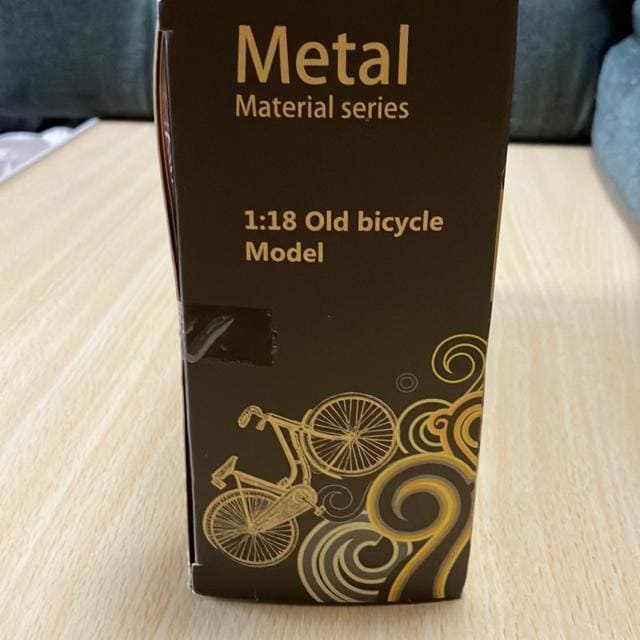 Metal
Material series
1:18 Old bicycle
Model